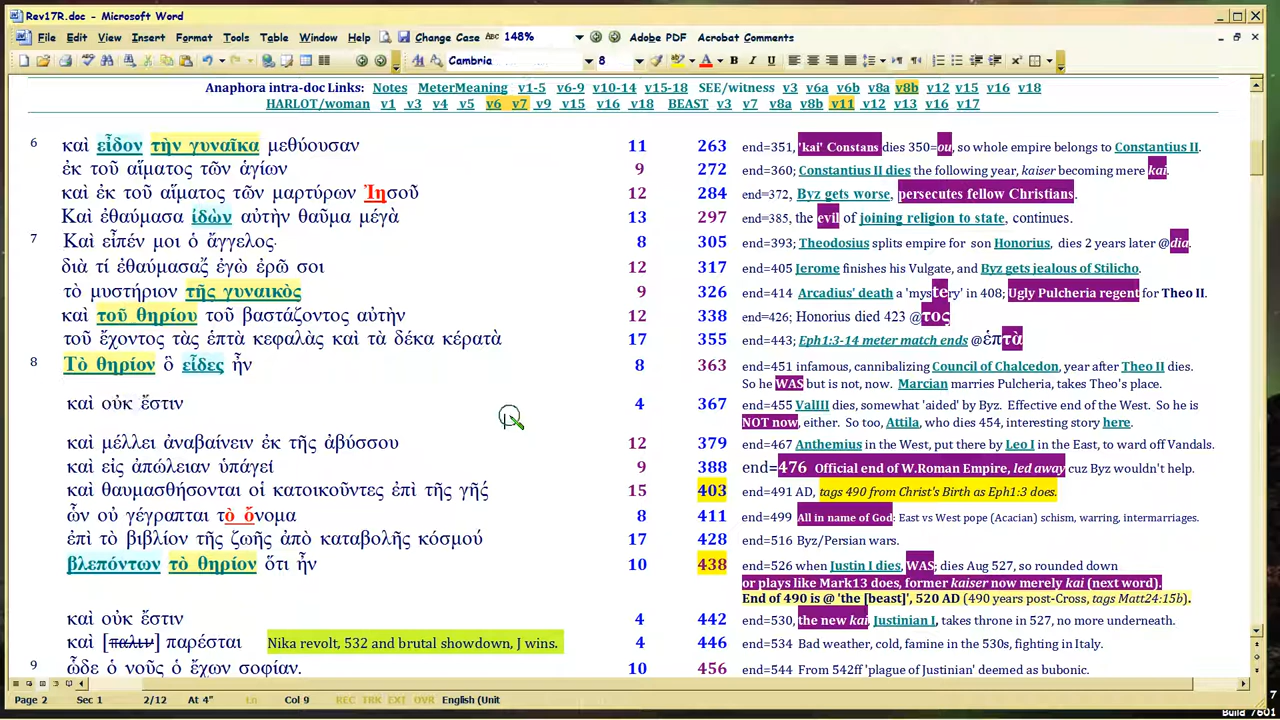 Rev17R.doc - Microsoft Word
File Edit View Insert Format Tools Table Window Help Change Case ABC 148% Adobe PDF Acrobat Comments
Cambria 8 B I U
Anaphora intra-doc Links: Notes MeterMeaning v1-5 v6-9 v10-14 v15-18 SEE/witness v3 v6a v6b v8a v8b v12 v15 v16 v18
HARLOT/woman v1 v3 v4 v5 v6 v7 v9 v15 v16 v18 BEAST v3 v7 v8a v8b v11 v12 v13 v16 v17
6 καὶ εἶδον τὴν γυναῖκα μεθύουσαν 11 263 end=351, 'kai' Constans dies 350=ou, so whole empire belongs to Constantius II.
ἐκ τοῦ αἵματος τῶν ἁγίων 9 272 end=360; Constantius II dies the following year, kaiser becoming mere kai.
καὶ ἐκ τοῦ αἵματος τῶν μαρτύρων Ἰησοῦ 12 284 end=372, Byz gets worse, persecutes fellow Christians.
Καὶ ἐθαύμασα ἰδὼν αὐτὴν θαῦμα μέγὰ 13 297 end=385, the evil of joining religion to state, continues.
7 Καὶ εἶπέν μοι ὁ ἄγγελος· 8 305 end=393; Theodosius splits empire for son Honorius, dies 2 years later @dia.
διὰ τί ἐθαύμασαξ ἐγὼ ἐρῶ σοι 12 317 end=405 Jerome finishes his Vulgate, and Byz gets jealous of Stilicho.
τὸ μυστήριον τῆς γυναικὸς 9 326 end=414 Arcadius' death a 'mystery' in 408; Ugly Pulcheria regent for Theo II.
καὶ τοῦ θηρίου τοῦ βαστάζοντος αὐτὴν 12 338 end=426; Honorius died 423 @τος
τοῦ ἔχοντος τὰς ἑπτὰ κεφαλὰς καὶ τὰ δέκα κέρατὰ 17 355 end=443; Eph1:3-14 meter match ends @ἑπτὰ
8 Τὸ θηρίον ὃ εἶδες ἦν 8 363 end=451 infamous, cannibalizing Council of Chalcedon, year after Theo II dies.
So he WAS but is not, now. Marcian marries Pulcheria, takes Theo's place.
καὶ οὐκ ἔστιν 4 367 end=455 ValIII dies, somewhat 'aided' by Byz. Effective end of the West. So he is
NOT now, either. So too, Attila, who dies 454, interesting story here.
καὶ μέλλει ἀναβαίνειν ἐκ τῆς ἀβύσσου 12 379 end=467 Anthemius in the West, put there by Leo I in the East, to ward off Vandals.
καὶ εἰς ἀπώλειαν ὑπάγεί 9 388 end=476 Official end of W.Roman Empire, led away cuz Byz wouldn't help.
καὶ θαυμασθήσονται οἱ κατοικοῦντες ἐπὶ τῆς γῆς 15 403 end=491 AD, tags 490 from Christ's Birth as Eph1:3 does.
ὧν οὐ γέγραπται τὸ ὄνομα 8 411 end=499 All in name of God: East vs West pope (Acacian) schism, warring, intermarriages.
ἐπὶ τὸ βιβλίον τῆς ζωῆς ἀπὸ καταβολῆς κόσμού 17 428 end=516 Byz/Persian wars.
βλεπόντων τὸ θηρίον ὅτι ἦν 10 438 end=526 when Justin I dies, WAS; dies Aug 527, so rounded down
or plays like Mark13 does, former kaiser now merely kai (next word).
End of 490 is @ 'the [beast]', 520 AD (490 years post-Cross, tags Matt24:15b).
καὶ οὐκ ἔστιν 4 442 end=530, the new kai, Justinian I, takes throne in 527, no more underneath.
καὶ [παλιν] παρέσται Nika revolt, 532 and brutal showdown, J wins. 4 446 end=534 Bad weather, cold, famine in the 530s, fighting in Italy.
9 ὧδε ὁ νοῦς ὁ ἔχων σοφίαν. 10 456 end=544 From 542ff 'plague of Justinian' deemed as bubonic.
Page 2 Sec 1 2/12 At 4" Ln Col 9 REC TRK EXT OVR English (Unit
7
Build 7601